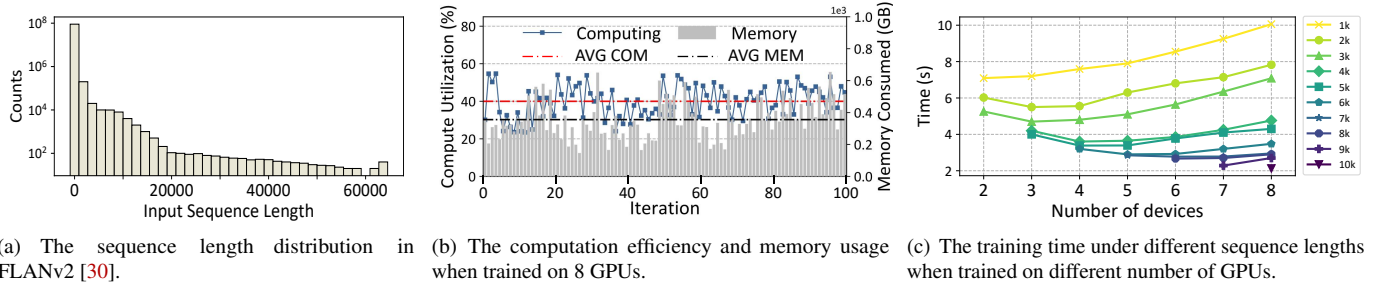 10^8
10^6
10^4
10^2
Counts
0
20000
40000
60000
Input Sequence Length
(a) The sequence length distribution in
FLANv2 [30].
1e3
80
60
40
20
0
Compute Utilization (%)
Computing
Memory
AVG COM
AVG MEM
1.0
0.8
0.6
0.4
0.2
0.0
Memory Consumed (GB)
0
20
40
60
80
100
Iteration
(b) The computation efficiency and memory usage
when trained on 8 GPUs.
10
8
6
4
2
Time (s)
2
3
4
5
6
7
8
Number of devices
1k
2k
3k
4k
5k
6k
7k
8k
9k
10k
(c) The training time under different sequence lengths
when trained on different number of GPUs.